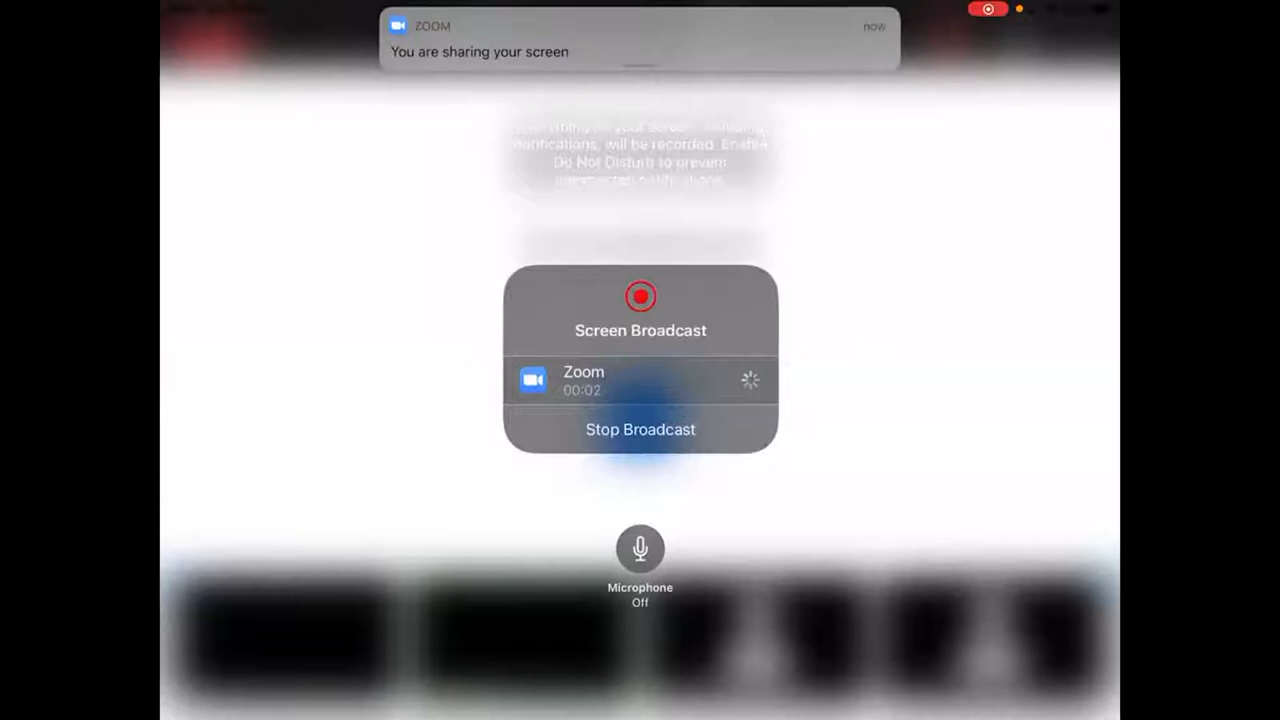 ZOOM
now
You are sharing your screen
notifications, will be recorded. Enable
Do Not Disturb to prevent
Screen Broadcast
Zoom
00:02
Stop Broadcast
Microphone
Off